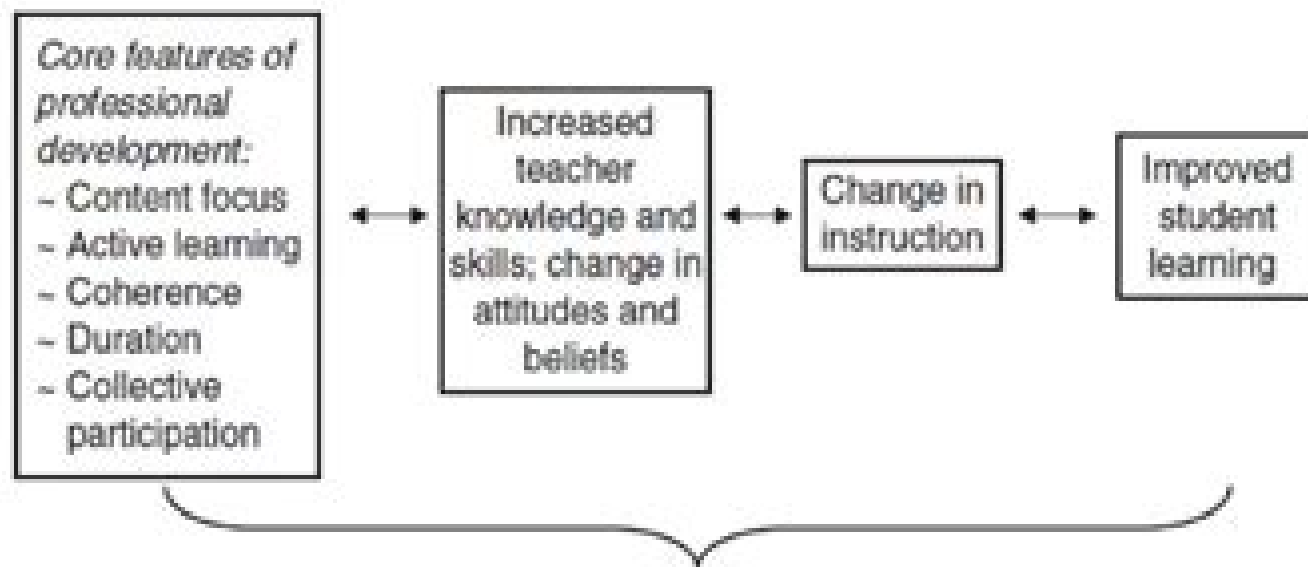 Core features of
professional
development:
~ Content focus
~ Active learning
~ Coherence
~ Duration
~ Collective
participation
Increased
teacher
knowledge and
skills; change in
attitudes and
beliefs
Change in
instruction
Improved
student
learning